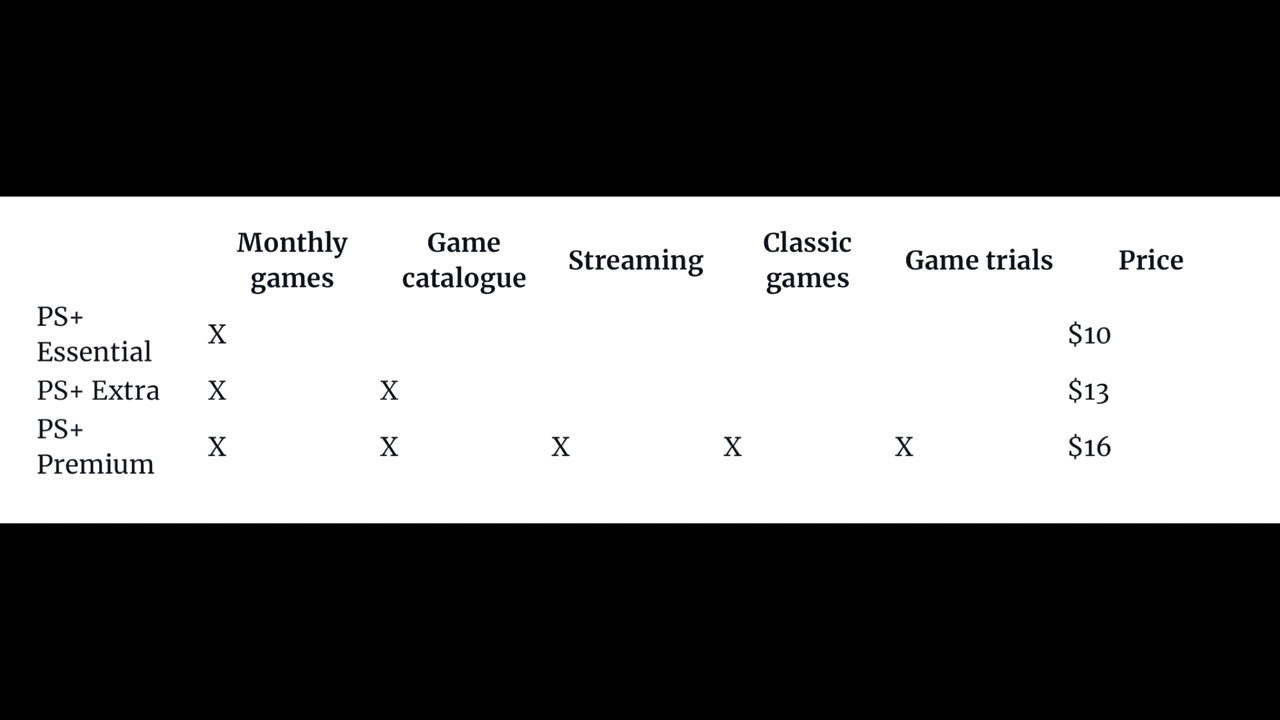 Monthly games Game catalogue Streaming Classic games Game trials Price
PS+ Essential X $10
PS+ Extra X X $13
PS+ Premium X X X X X $16